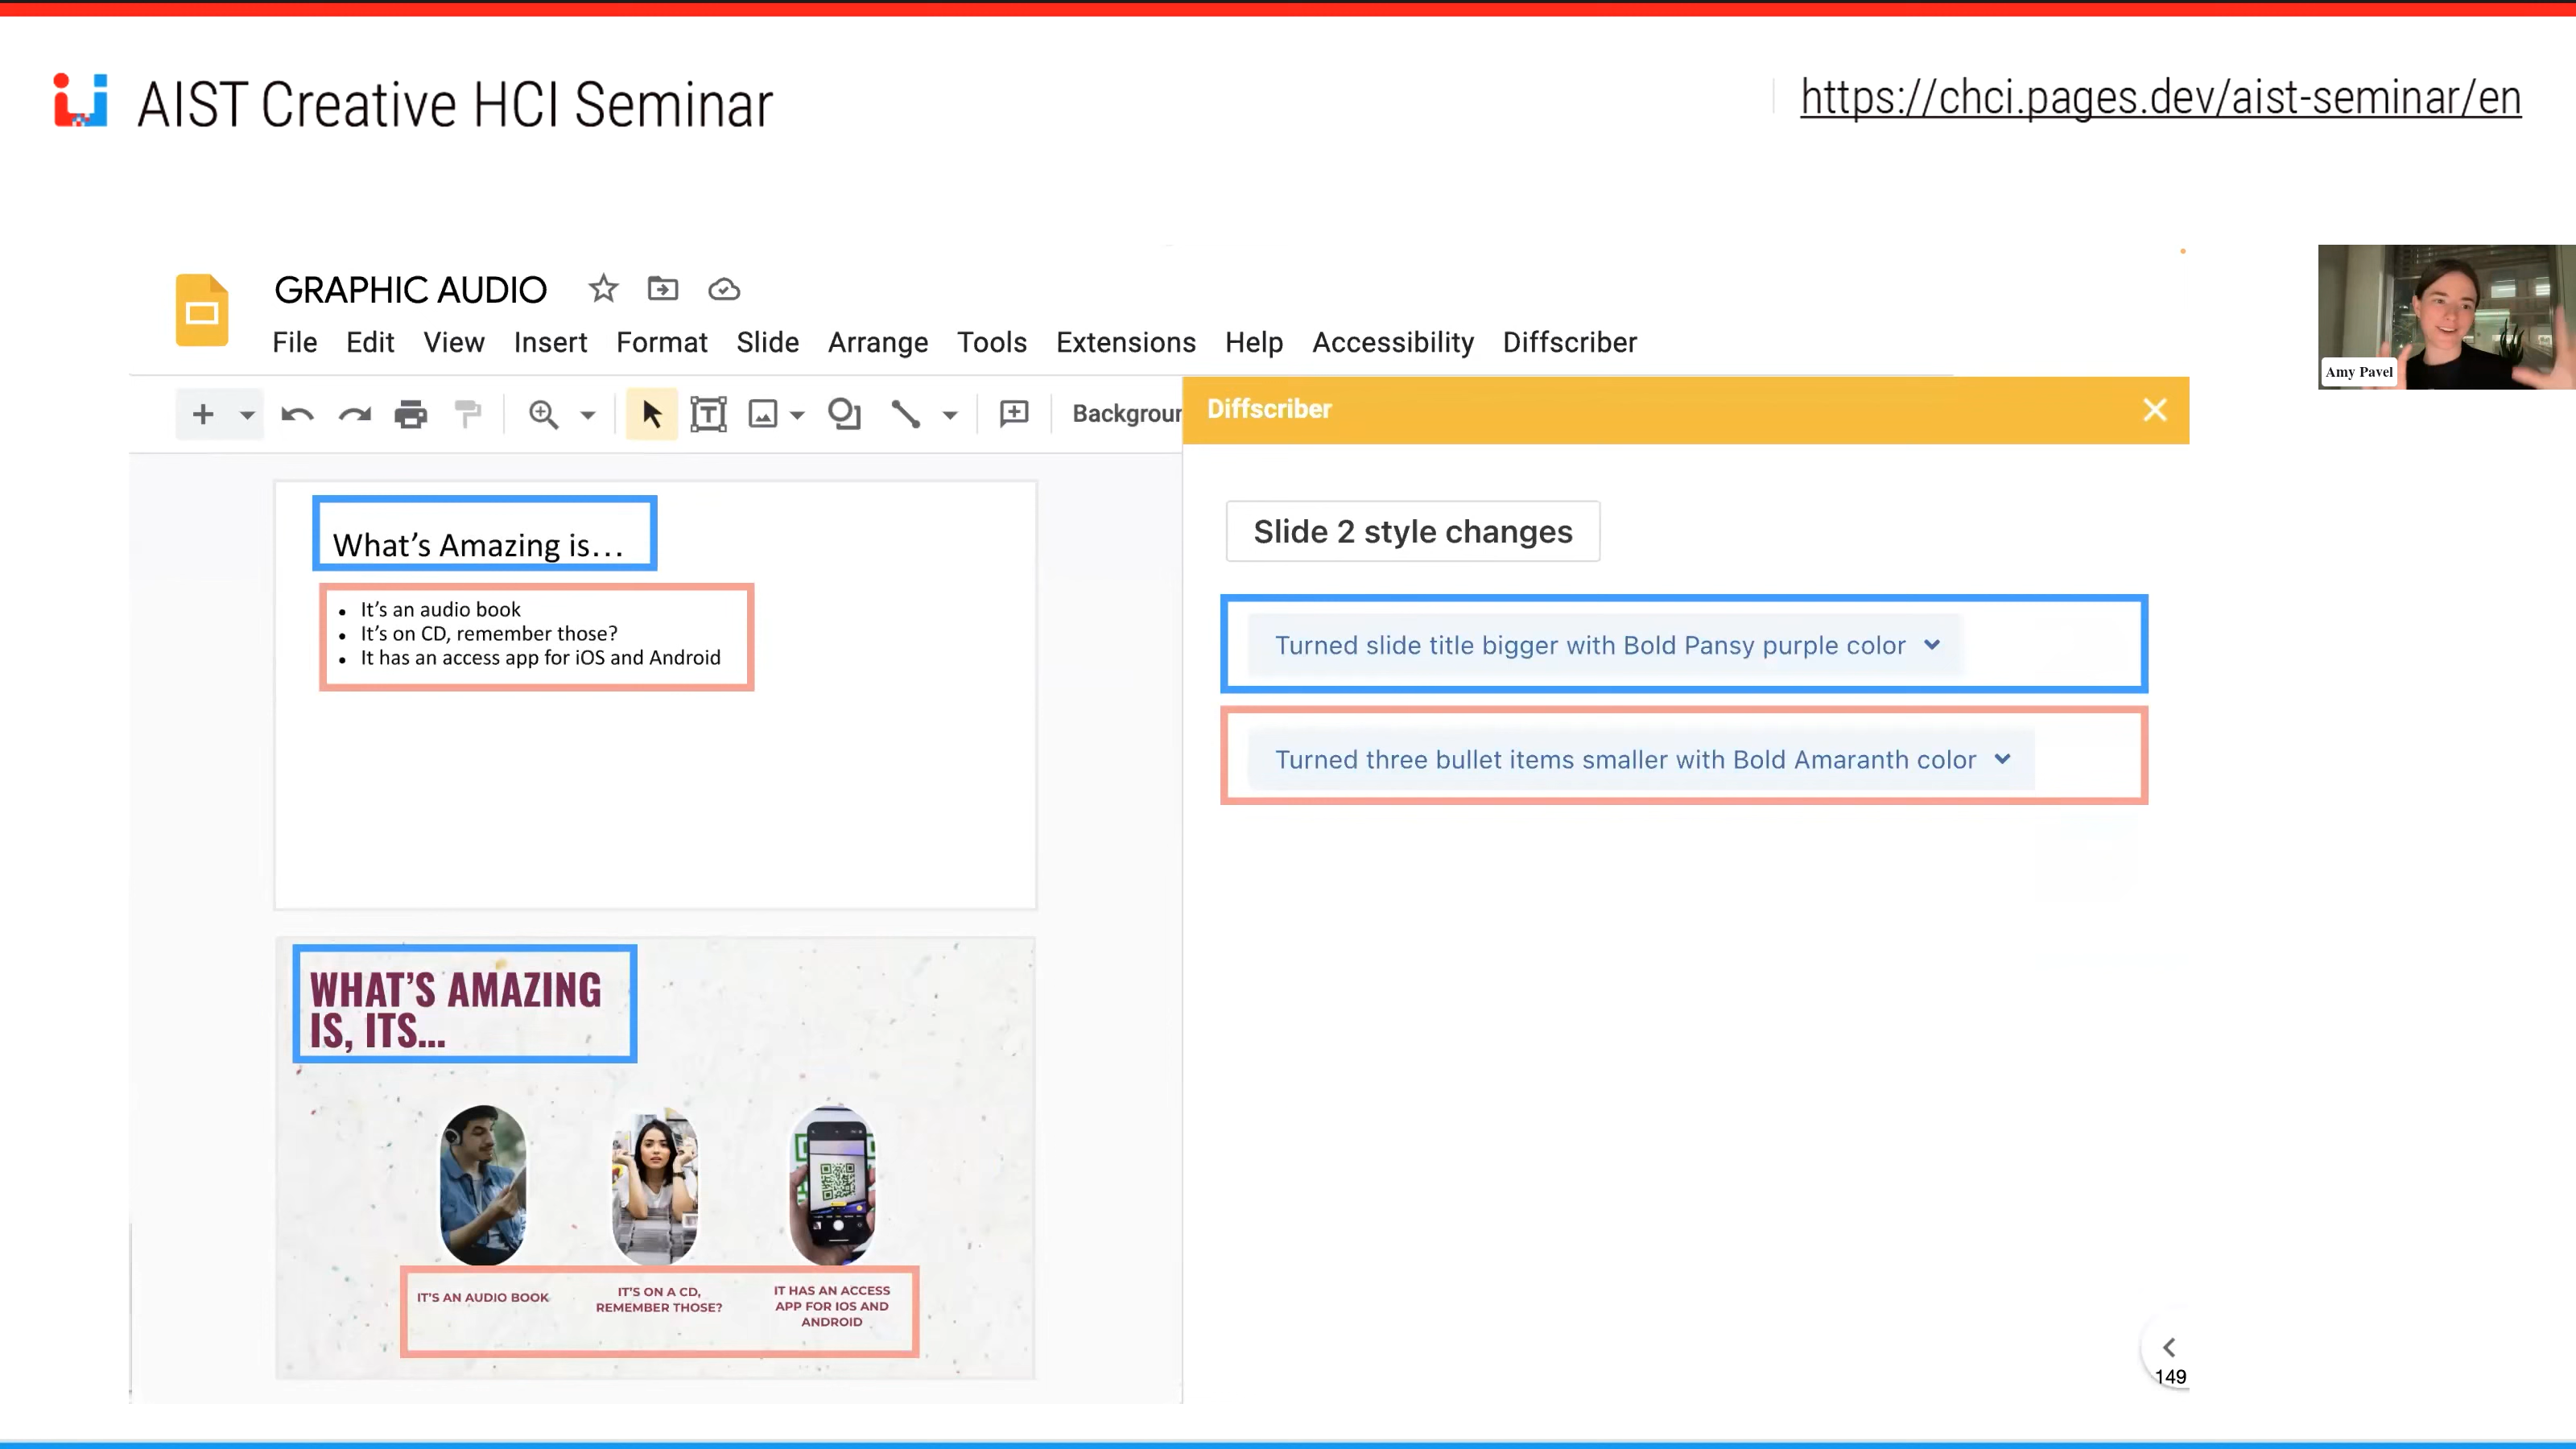 AIST Creative HCI Seminar
https://chci.pages.dev/aist-seminar/en
GRAPHIC AUDIO
File Edit View Insert Format Slide Arrange Tools Extensions Help Accessibility Diffscriber
Backgroun
Diffscriber
What's Amazing is…
• It's an audio book
• It's on CD, remember those?
• It has an access app for iOS and Android
WHAT'S AMAZING
IS, ITS...
IT'S AN AUDIO BOOK
IT'S ON A CD,
REMEMBER THOSE?
IT HAS AN ACCESS
APP FOR IOS AND
ANDROID
Slide 2 style changes
Turned slide title bigger with Bold Pansy purple color
Turned three bullet items smaller with Bold Amaranth color
149
Amy Pavel